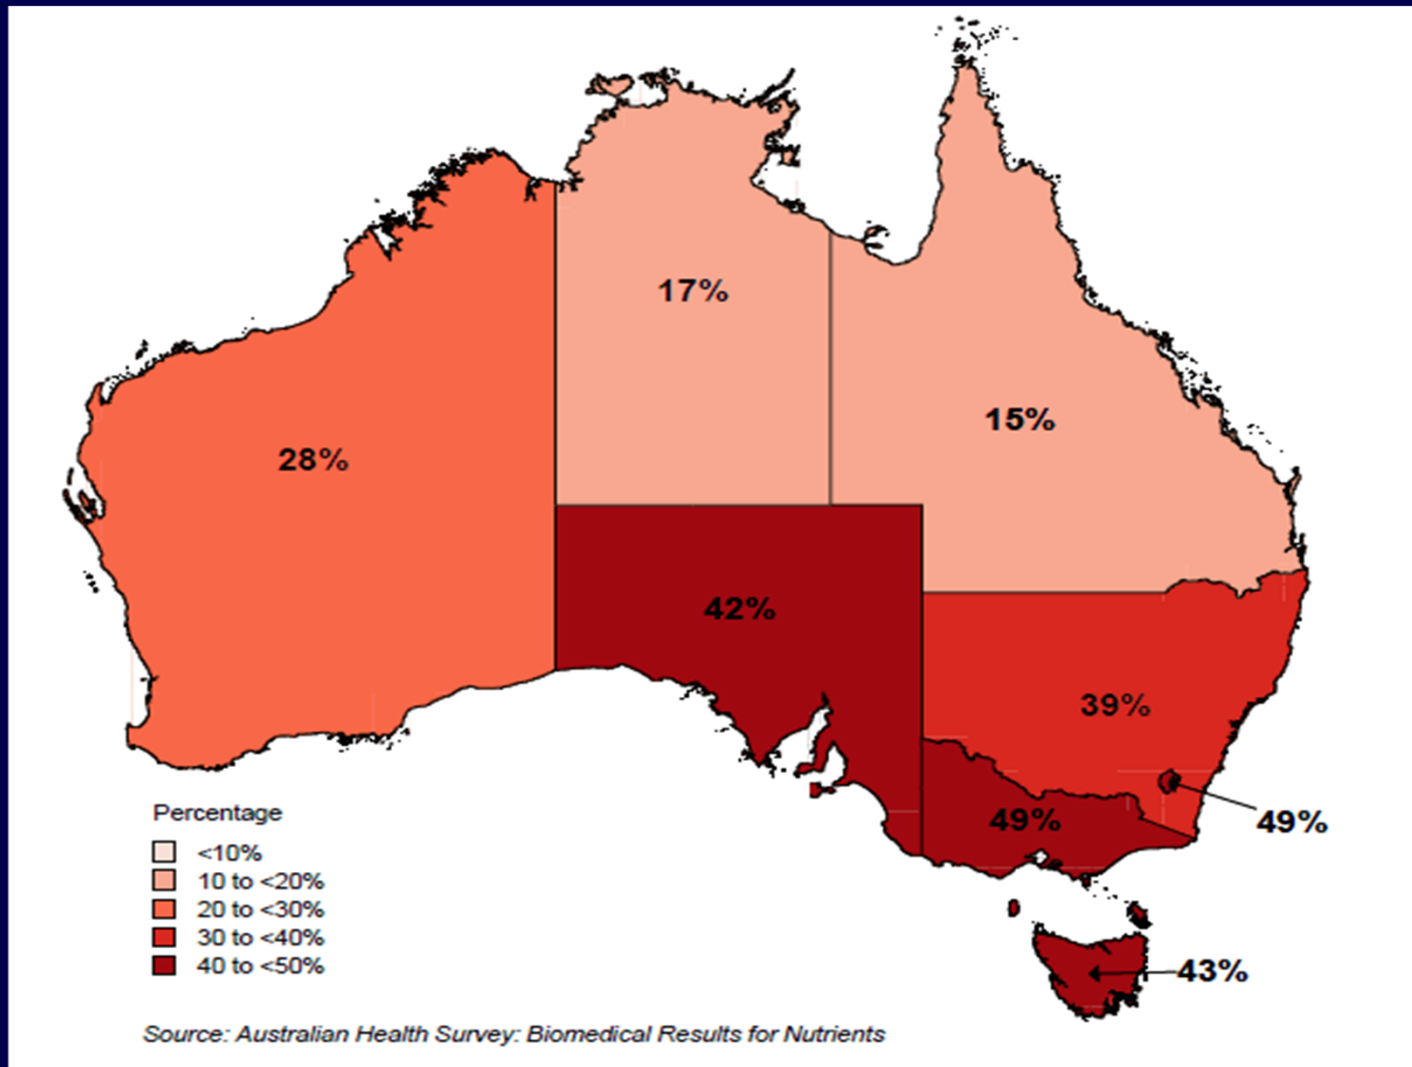 17%
15%
28%
42%
39%
49%
49%
43%
Percentage
<10%
10 to <20%
20 to <30%
30 to <40%
40 to <50%
Source: Australian Health Survey: Biomedical Results for Nutrients